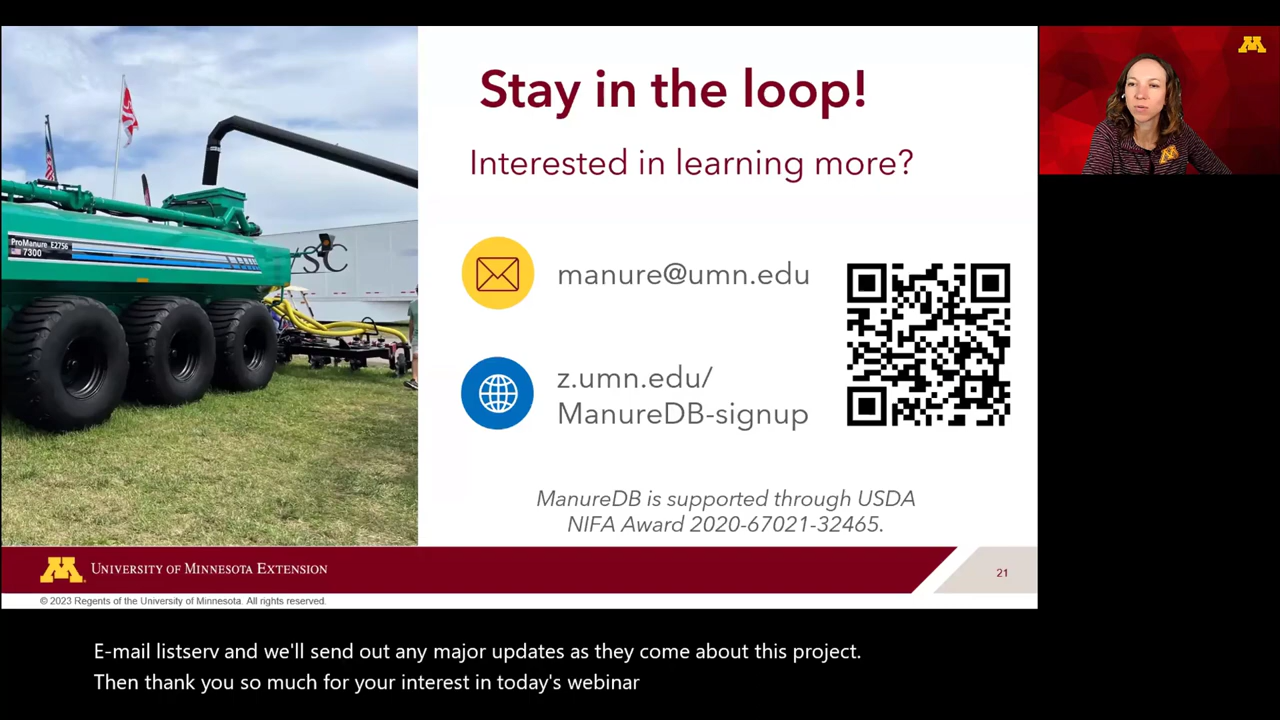 Stay in the loop!
Interested in learning more?
ProManure E2756
7300
manure@umn.edu
z.umn.edu/
ManureDB-signup
ManureDB is supported through USDA
NIFA Award 2020-67021-32465.
UNIVERSITY OF MINNESOTA EXTENSION
21
© 2023 Regents of the University of Minnesota. All rights reserved.
E-mail listserv and we'll send out any major updates as they come about this project.
Then thank you so much for your interest in today's webinar